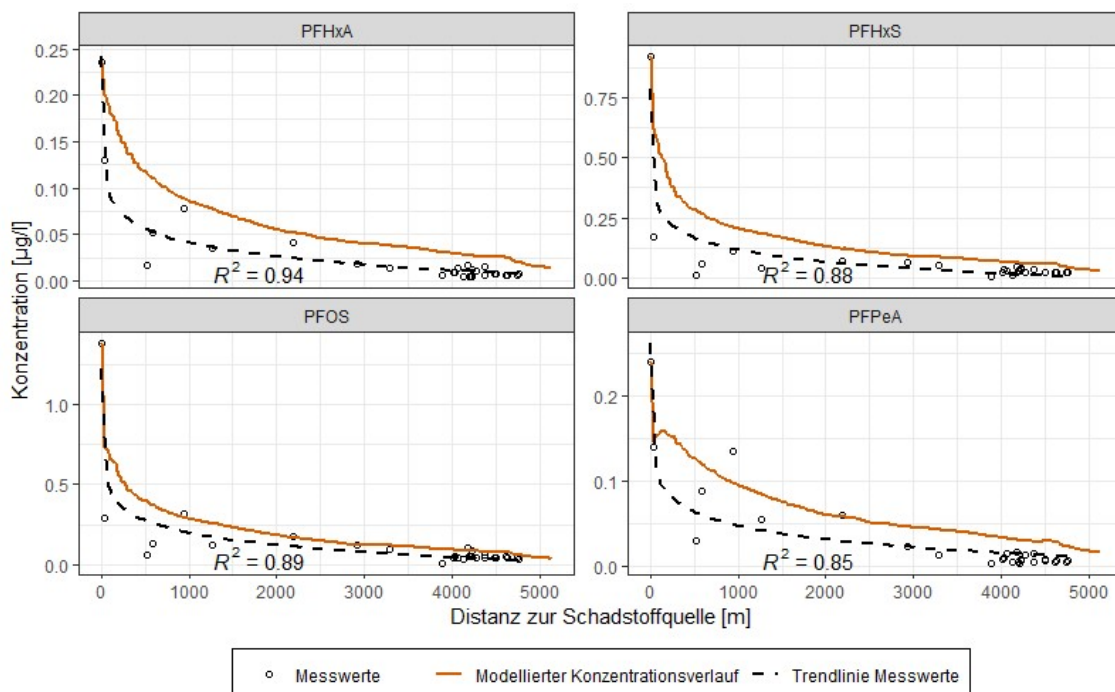 PFHxA
PFHxS
0.25
0.20
0.15
0.10
0.05
0.00
R² = 0.94
0.75
0.50
0.25
0.00
R² = 0.88
Konzentration [µg/l]
PFOS
PFPeA
1.0
0.5
0.0
R² = 0.89
0.2
0.1
0.0
R² = 0.85
0 1000 2000 3000 4000 5000
0 1000 2000 3000 4000 5000
Distanz zur Schadstoffquelle [m]
Messwerte Modellierter Konzentrationsverlauf Trendlinie Messwerte